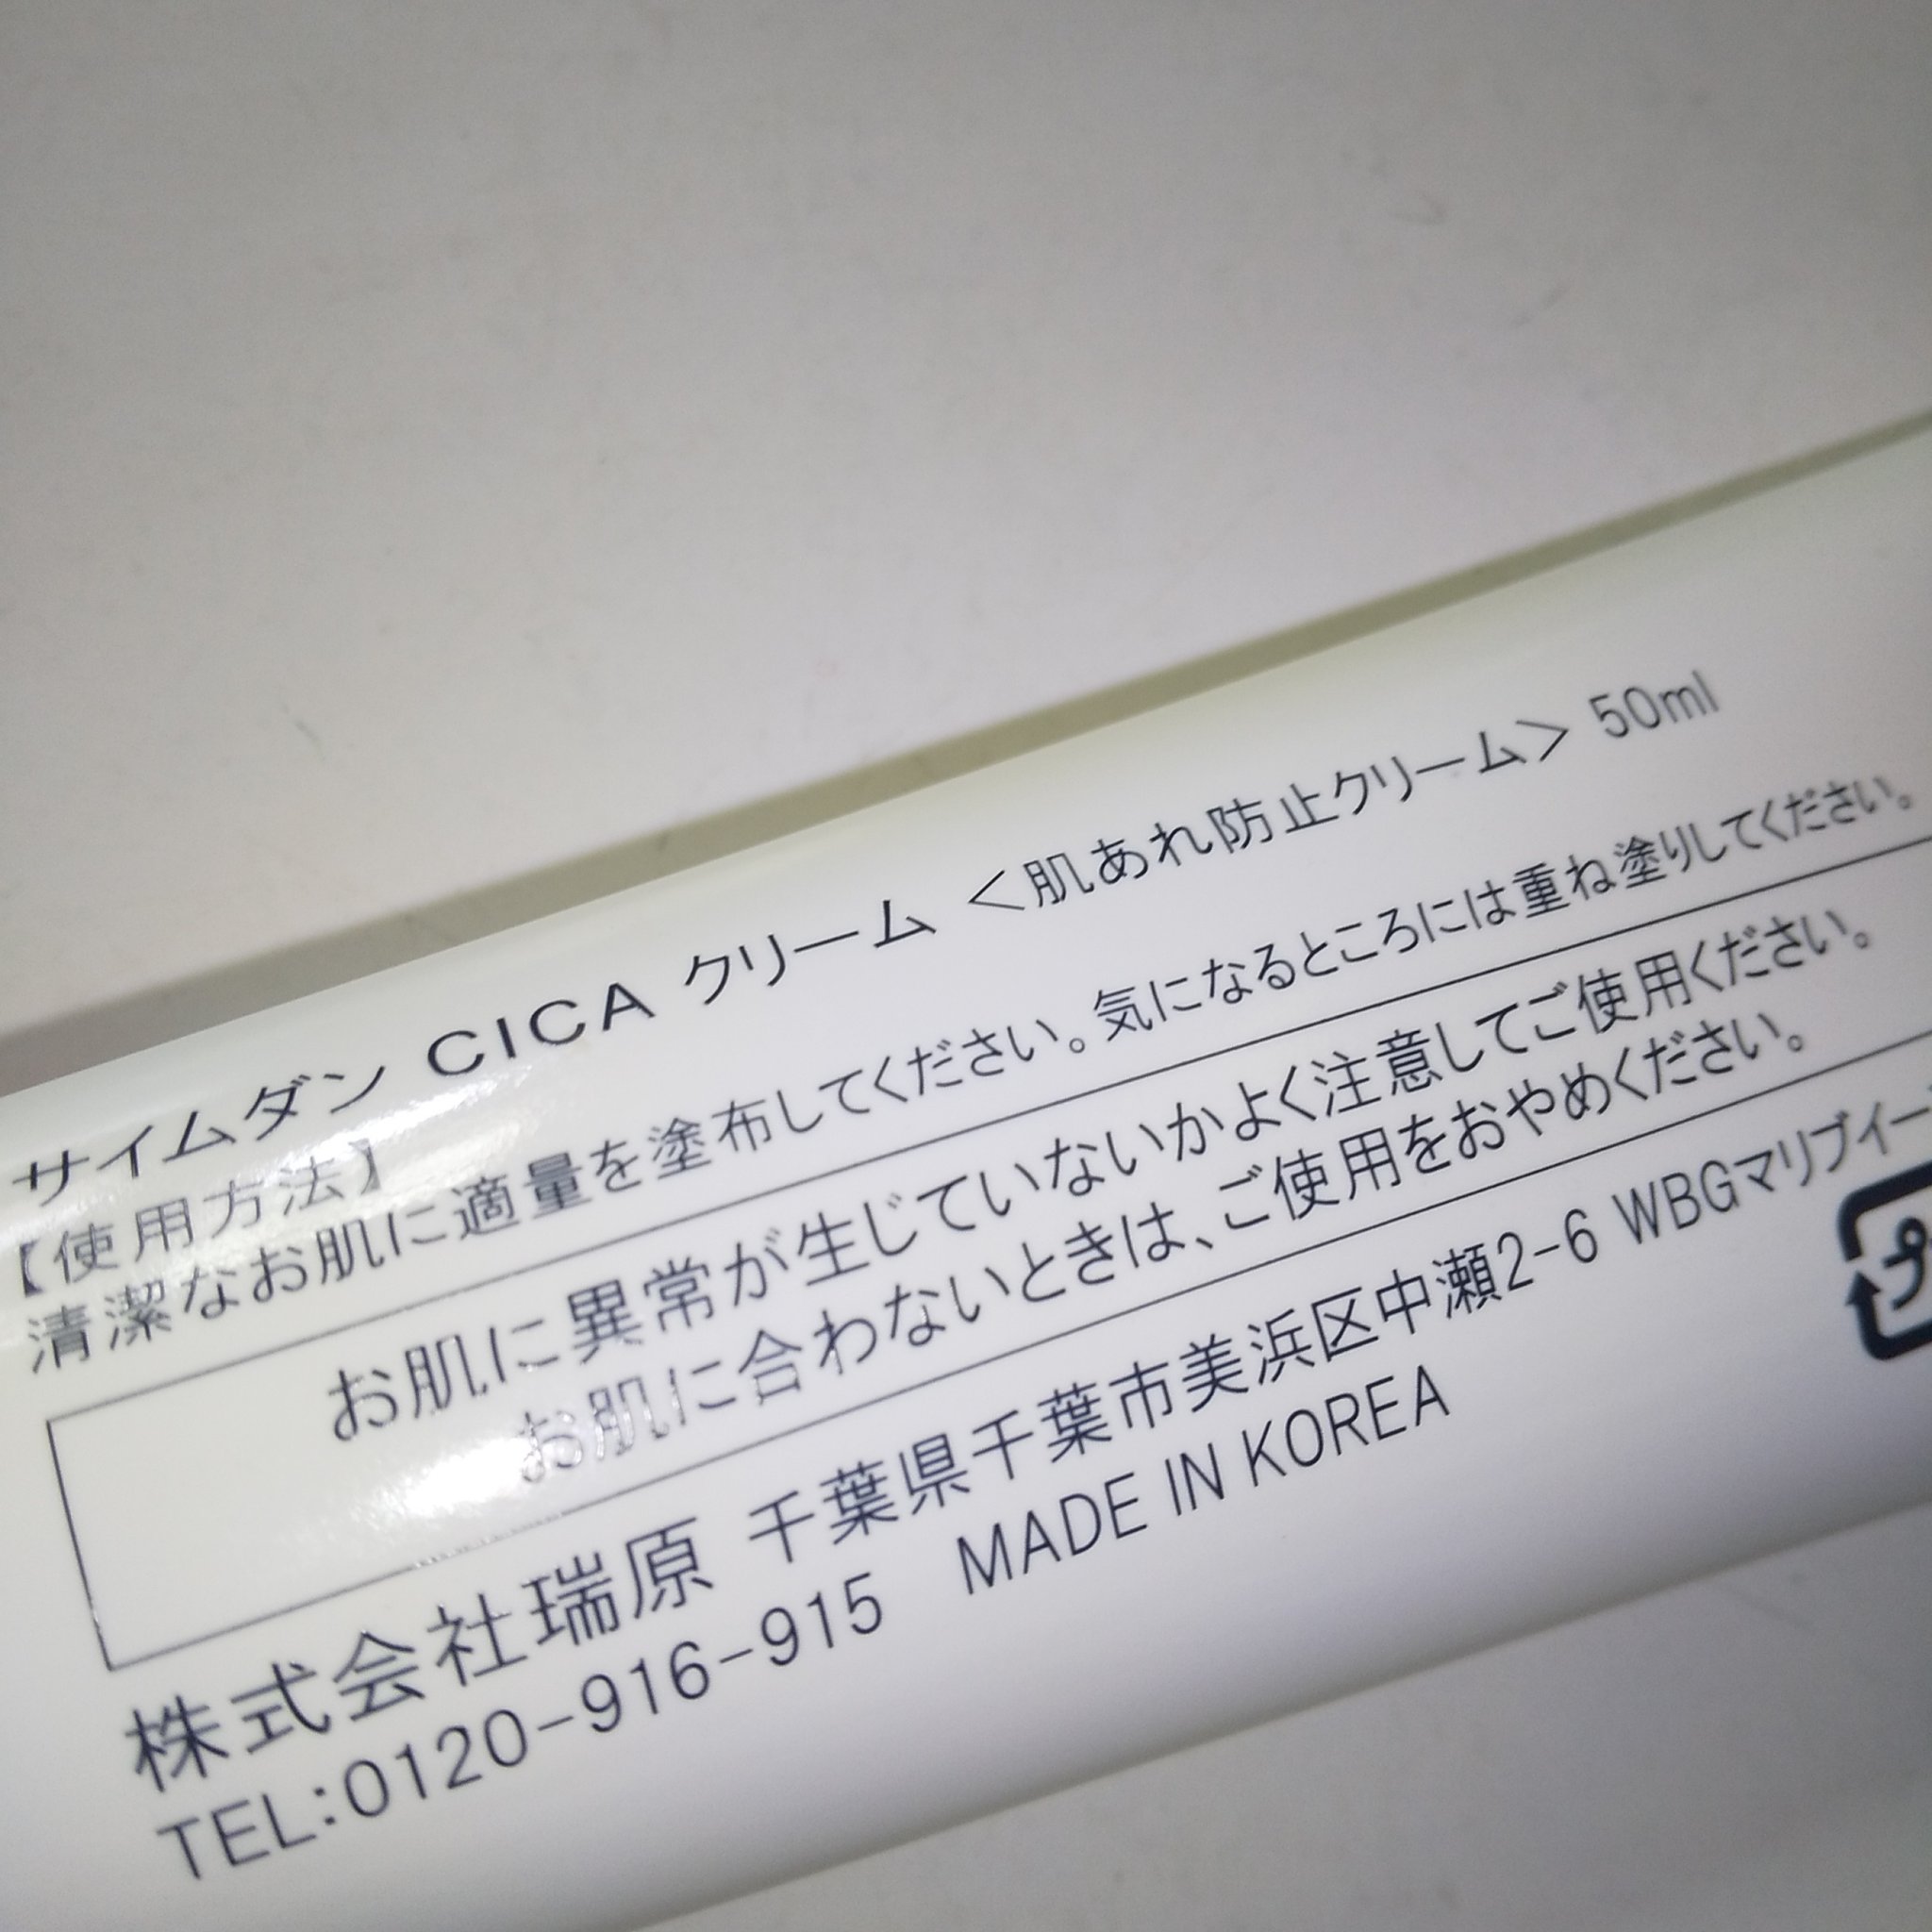 サイムダン CICA クリーム <肌あれ防止クリーム> 50ml
【使用方法】
清潔なお肌に適量を塗布してください。気になるところには重ね塗りしてください。
お肌に異常が生じていないかよく注意してご使用ください。
お肌に合わないときは、ご使用をおやめください。
株式会社瑞原 千葉県千葉市美浜区中瀬2-6 WBGマリブイー
TEL:0120-916-915 MADE IN KOREA
プ